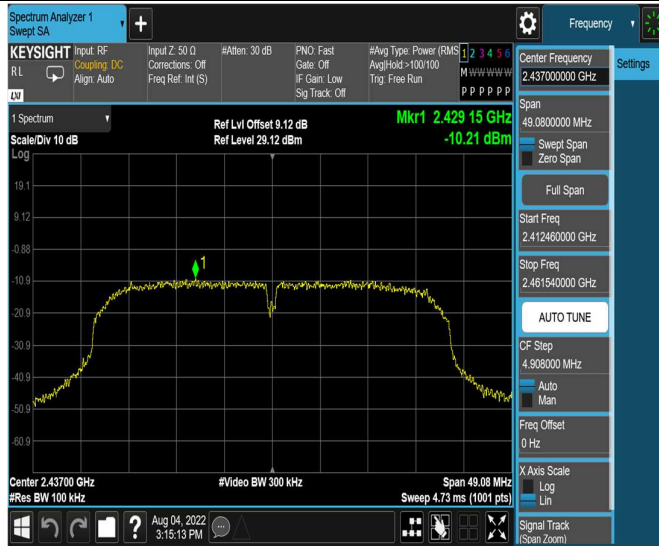 Spectrum Analyzer 1
Swept SA
+
Frequency
KEYSIGHT
RL
LXI
Input: RF
Coupling: DC
Align: Auto
Input Z: 50 Ω
Corrections: Off
Freq Ref: Int (S)
#Atten: 30 dB
PNO: Fast
Gate: Off
IF Gain: Low
Sig Track: Off
#Avg Type: Power (RMS
Avg|Hold:>100/100
Trig: Free Run
1 2 3 4 5 6
M W W W W W
P P P P P P
Center Frequency
2.437000000 GHz
Settings
Span
49.0800000 MHz
Swept Span
Zero Span
Full Span
Start Freq
2.412460000 GHz
Stop Freq
2.461540000 GHz
AUTO TUNE
CF Step
4.908000 MHz
Auto
Man
Freq Offset
0 Hz
X Axis Scale
Log
Lin
Signal Track
(Span Zoom)
1 Spectrum
Scale/Div 10 dB
Log
Ref Lvl Offset 9.12 dB
Ref Level 29.12 dBm
Mkr1 2.429 15 GHz
-10.21 dBm
19.1
9.12
-0.88
-10.9
-20.9
-30.9
-40.9
-50.9
-60.9
1
Center 2.43700 GHz
#Res BW 100 kHz
#Video BW 300 kHz
Span 49.08 MHz
Sweep 4.73 ms (1001 pts)
?
Aug 04, 2022
3:15:13 PM